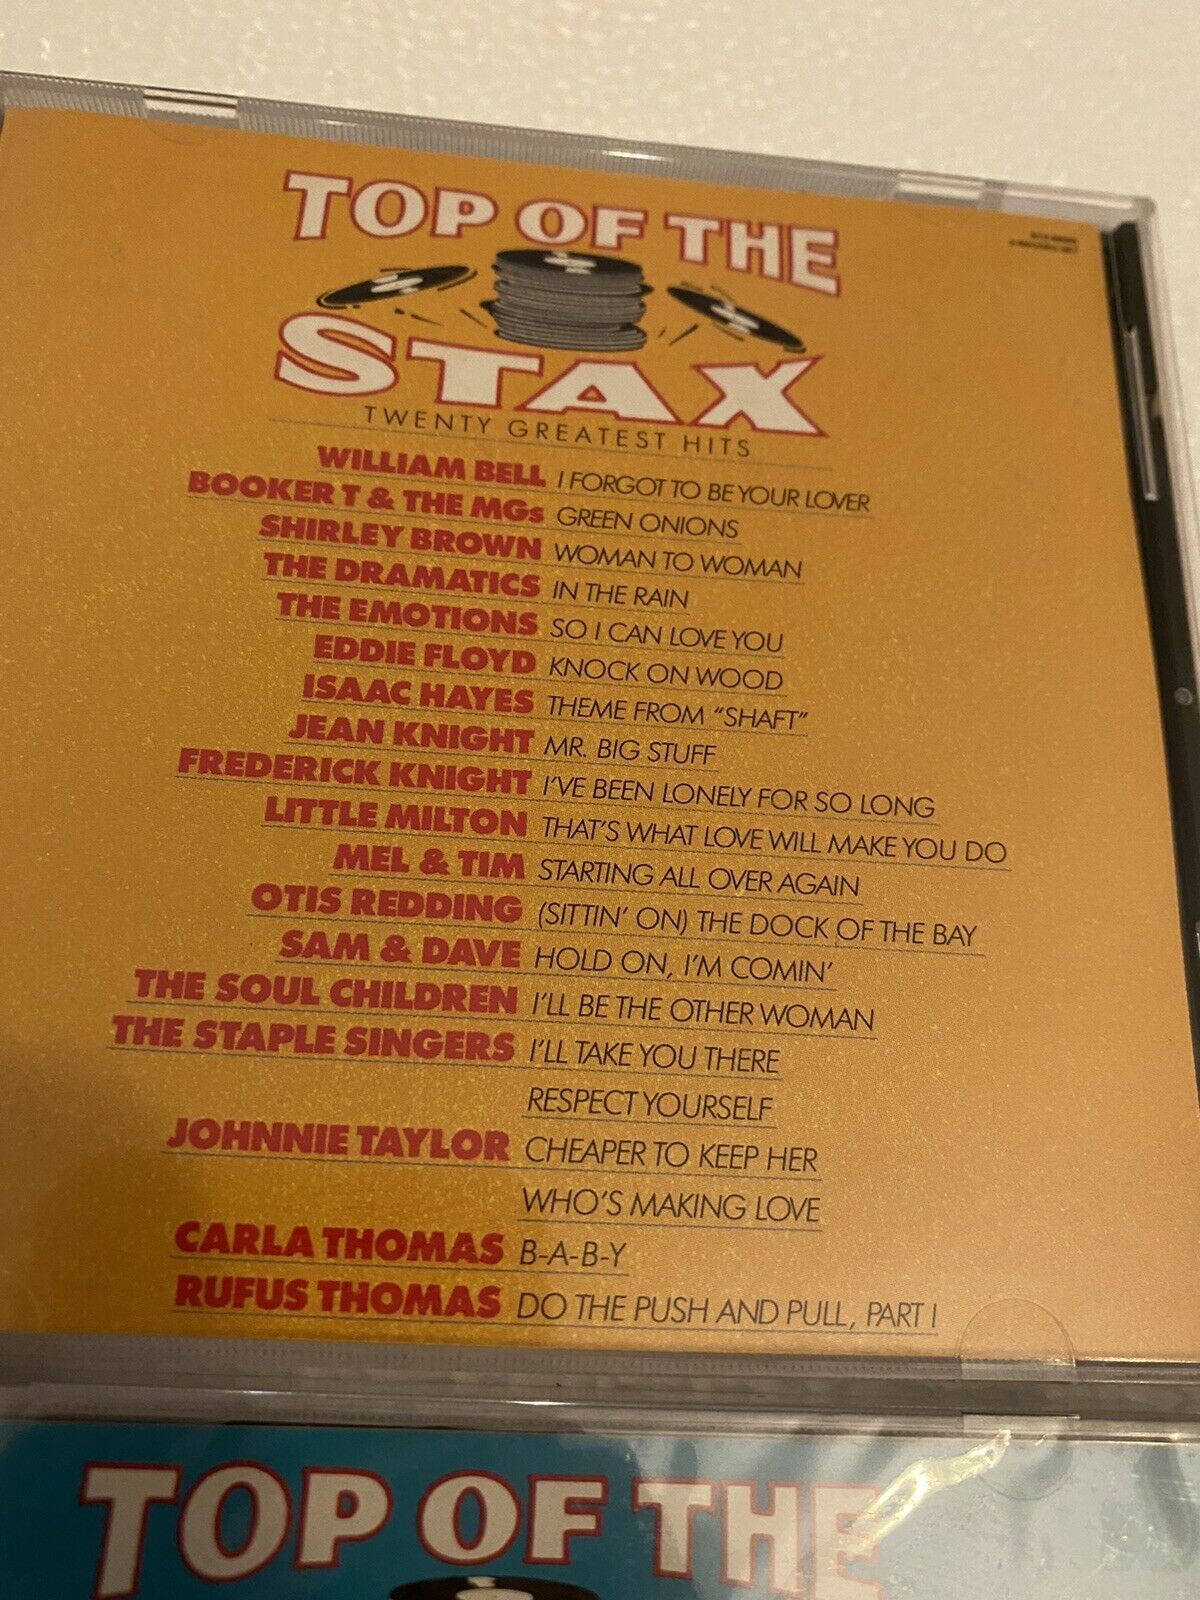 TOP OF THE
STAX
TWENTY GREATEST HITS
WILLIAM BELL I FORGOT TO BE YOUR LOVER
BOOKER T & THE MGs GREEN ONIONS
SHIRLEY BROWN WOMAN TO WOMAN
THE DRAMATICS IN THE RAIN
THE EMOTIONS SO I CAN LOVE YOU
EDDIE FLOYD KNOCK ON WOOD
ISAAC HAYES THEME FROM “SHAFT”
JEAN KNIGHT MR. BIG STUFF
FREDERICK KNIGHT I'VE BEEN LONELY FOR SO LONG
LITTLE MILTON THAT'S WHAT LOVE WILL MAKE YOU DO
MEL & TIM STARTING ALL OVER AGAIN
OTIS REDDING (SITTIN' ON) THE DOCK OF THE BAY
SAM & DAVE HOLD ON, I'M COMIN'
THE SOUL CHILDREN I'LL BE THE OTHER WOMAN
THE STAPLE SINGERS I'LL TAKE YOU THERE
RESPECT YOURSELF
JOHNNIE TAYLOR CHEAPER TO KEEP HER
WHO'S MAKING LOVE
CARLA THOMAS B-A-B-Y
RUFUS THOMAS DO THE PUSH AND PULL, PART I
TOP OF THE